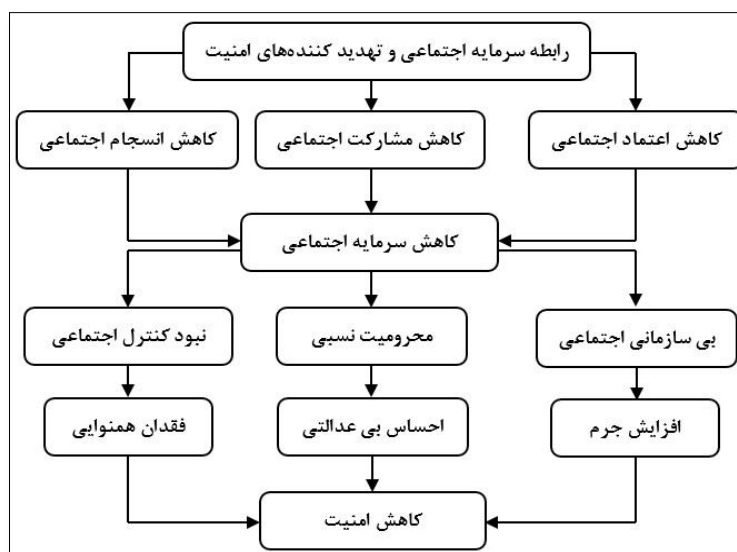 رابطه سرمایه اجتماعی و تهدید کننده‌های امنیت
کاهش اعتماد اجتماعی
کاهش مشارکت اجتماعی
کاهش انسجام اجتماعی
کاهش سرمایه اجتماعی
بی سازمانی اجتماعی
محرومیت نسبی
نبود کنترل اجتماعی
افزایش جرم
احساس بی عدالتی
فقدان همنوایی
کاهش امنیت